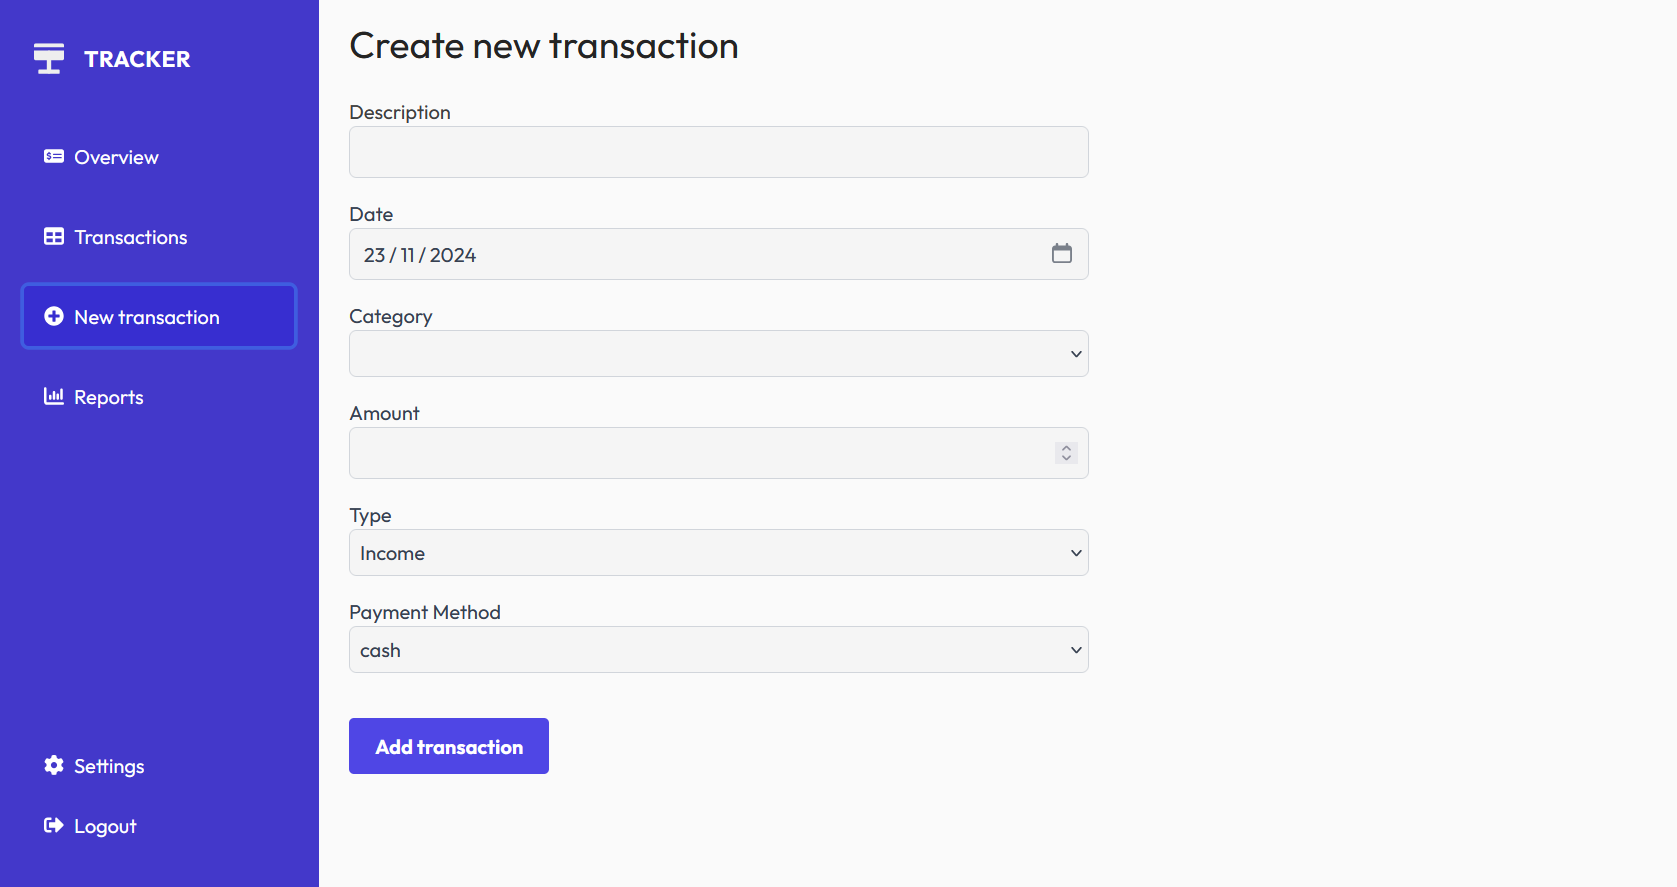 TRACKER
Overview
Transactions
New transaction
Reports
Settings
Logout
Create new transaction
Description
Date
23 / 11 / 2024
Category
Amount
Type
Income
Payment Method
cash
Add transaction